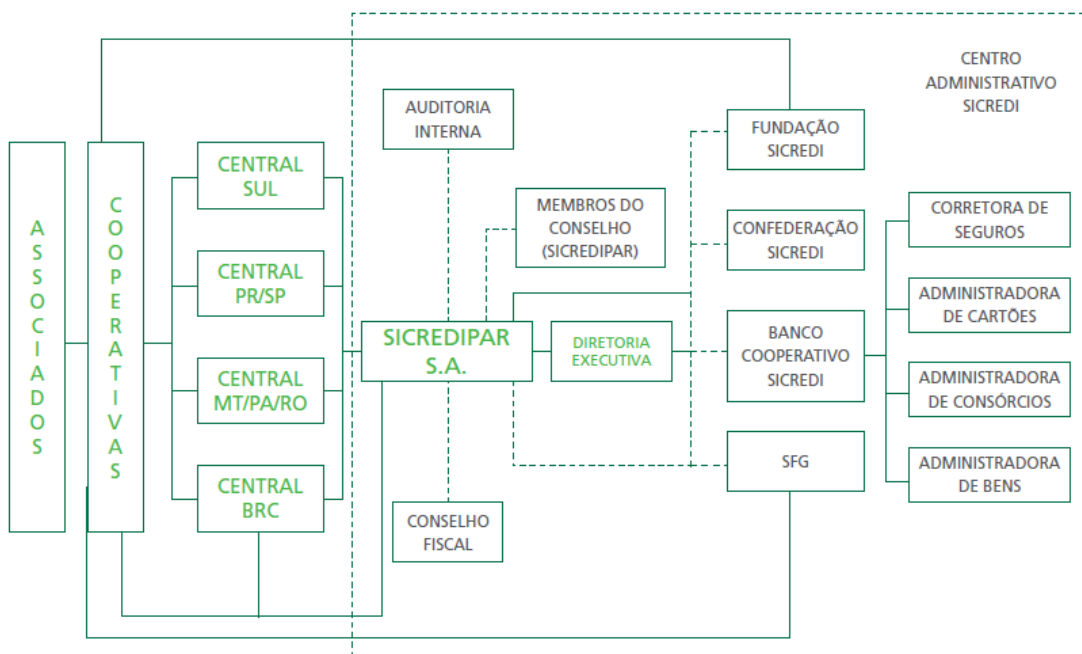 CENTRO
ADMINISTRATIVO
SICREDI
ASSOCIADOS
COOPERATIVAS
CENTRAL
SUL
CENTRAL
PR/SP
CENTRAL
MT/PA/RO
CENTRAL
BRC
AUDITORIA
INTERNA
MEMBROS DO
CONSELHO
(SICREDIPAR)
SICREDIPAR
S.A.
DIRETORIA
EXECUTIVA
CONSELHO
FISCAL
FUNDAÇÃO
SICREDI
CONFEDERAÇÃO
SICREDI
BANCO
COOPERATIVO
SICREDI
SFG
CORRETORA DE
SEGUROS
ADMINISTRADORA
DE CARTÕES
ADMINISTRADORA
DE CONSÓRCIOS
ADMINISTRADORA
DE BENS